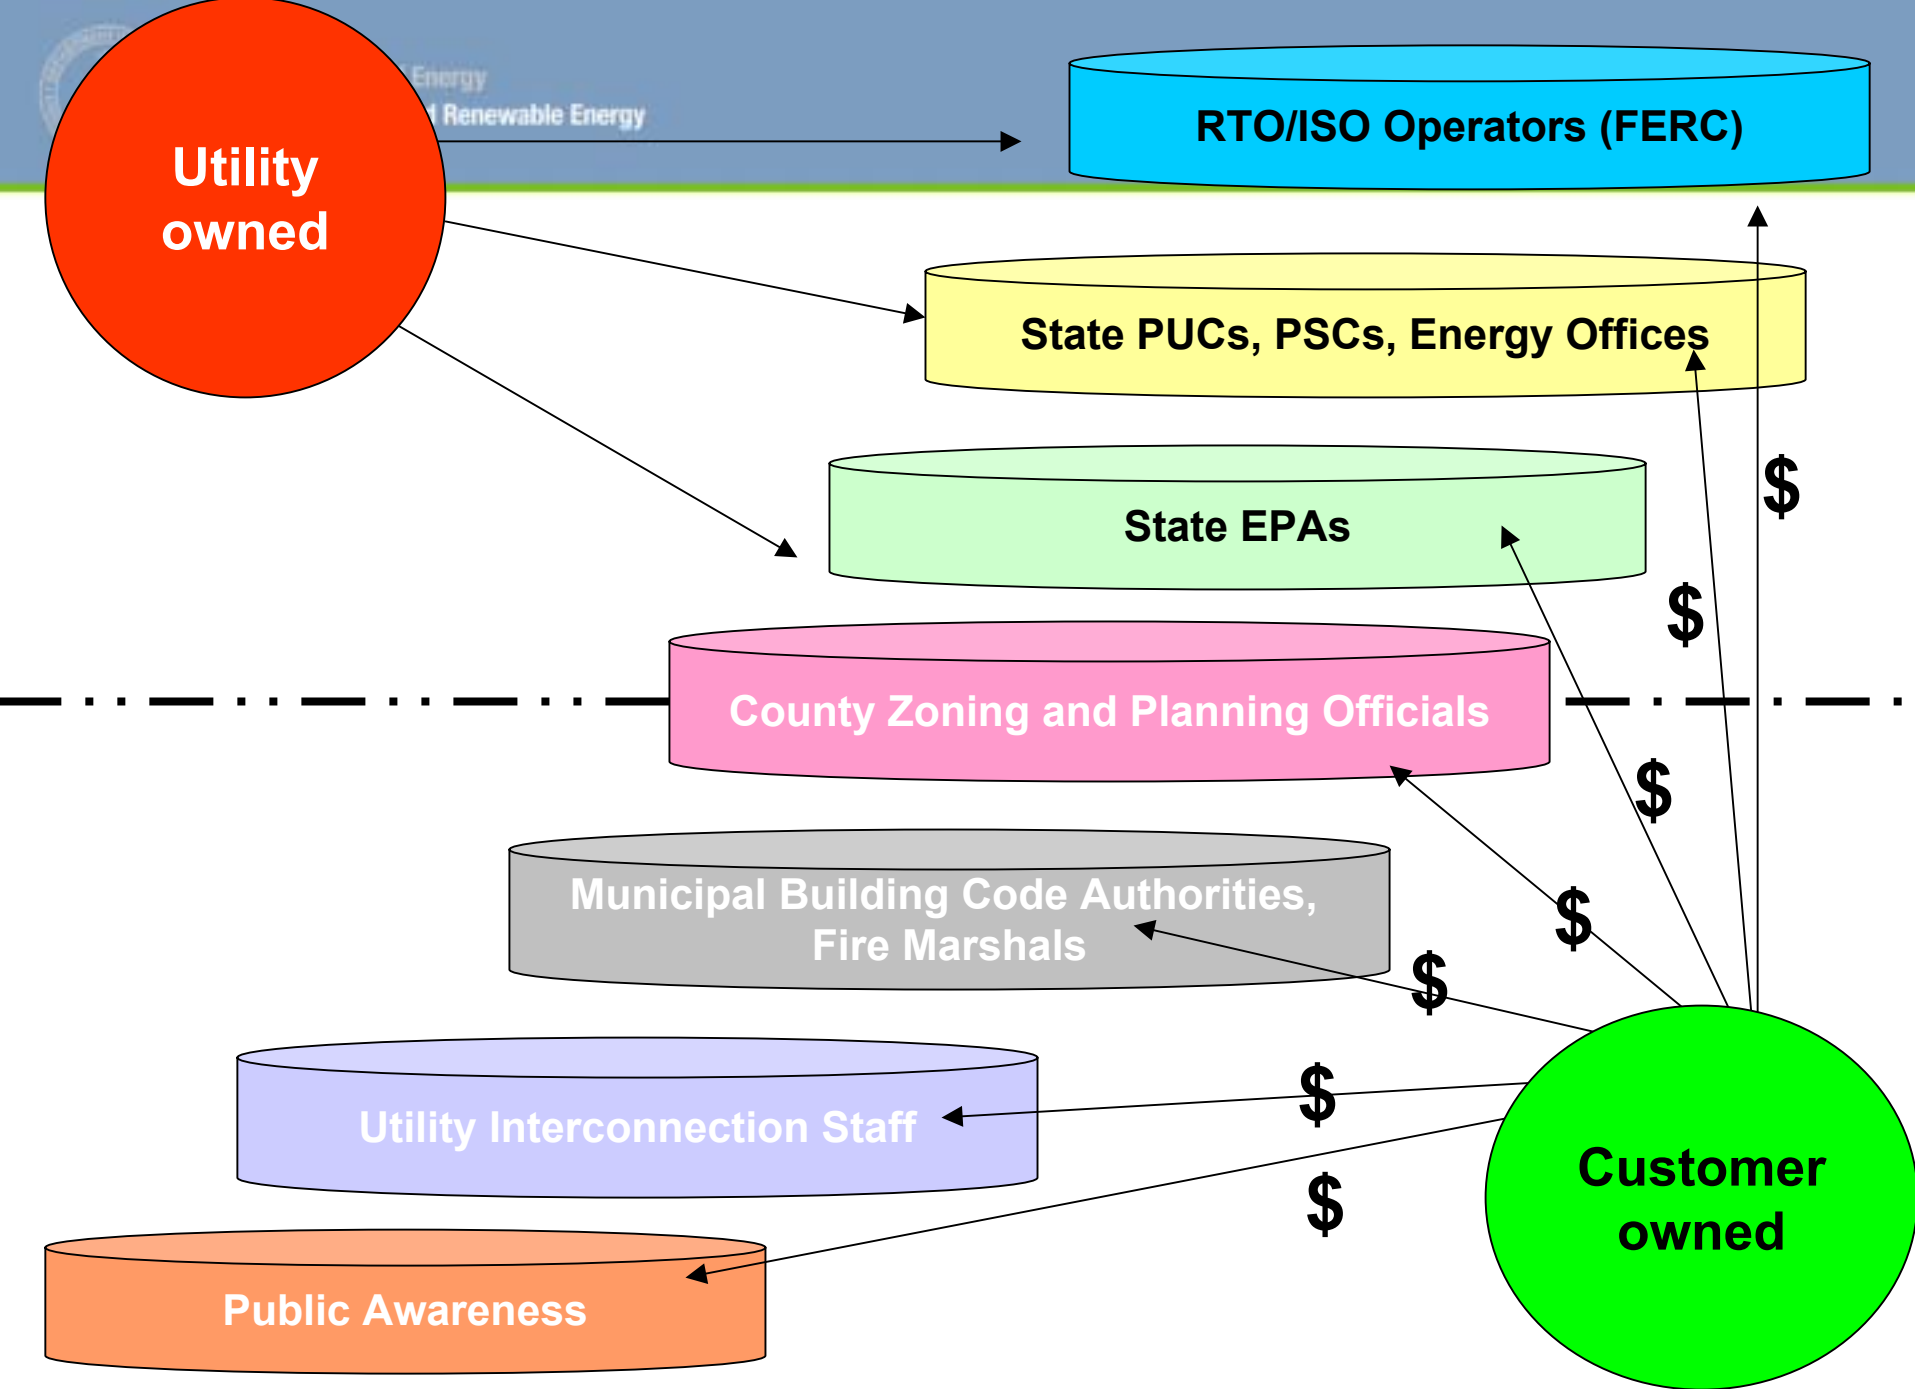 Energy
Renewable Energy
Utility
owned
RTO/ISO Operators (FERC)
State PUCs, PSCs, Energy Offices
$
State EPAs
$
County Zoning and Planning Officials
$
Municipal Building Code Authorities,
Fire Marshals
$
$
Utility Interconnection Staff
$
Customer
owned
$
Public Awareness